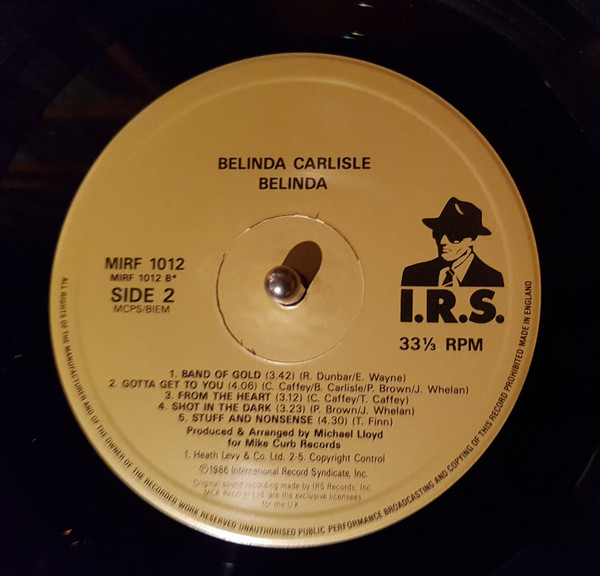 BELINDA CARLISLE
BELINDA
MIRF 1012
MIRF 1012 B*
SIDE 2
MCPS/BIEM
I.R.S.
33⅓ RPM
1. BAND OF GOLD (3.42) (R. Dunbar/E. Wayne)
2. GOTTA GET TO YOU (4.06) (C. Caffey/B. Carlisle/P. Brown/J. Whelan)
3. FROM THE HEART (3.12) (C. Caffey/T. Caffey)
4. SHOT IN THE DARK (3.23) (P. Brown/J. Whelan)
5. STUFF AND NONSENSE (4.30) (T. Finn)
Produced & Arranged by Michael Lloyd
for Mike Curb Records
1. Heath Levy & Co. Ltd. 2-5. Copyright Control
℗1986 International Record Syndicate, Inc.
Original sound recording made by IRS Records, Inc.
MCA Records Ltd. are the exclusive licensees
for the U.K.
ALL RIGHTS OF THE MANUFACTURER AND OF THE OWNER OF THE RECORDED WORK RESERVED UNAUTHORISED PUBLIC PERFORMANCE BROADCASTING AND COPYING OF THIS RECORD PROHIBITED MADE IN ENGLAND